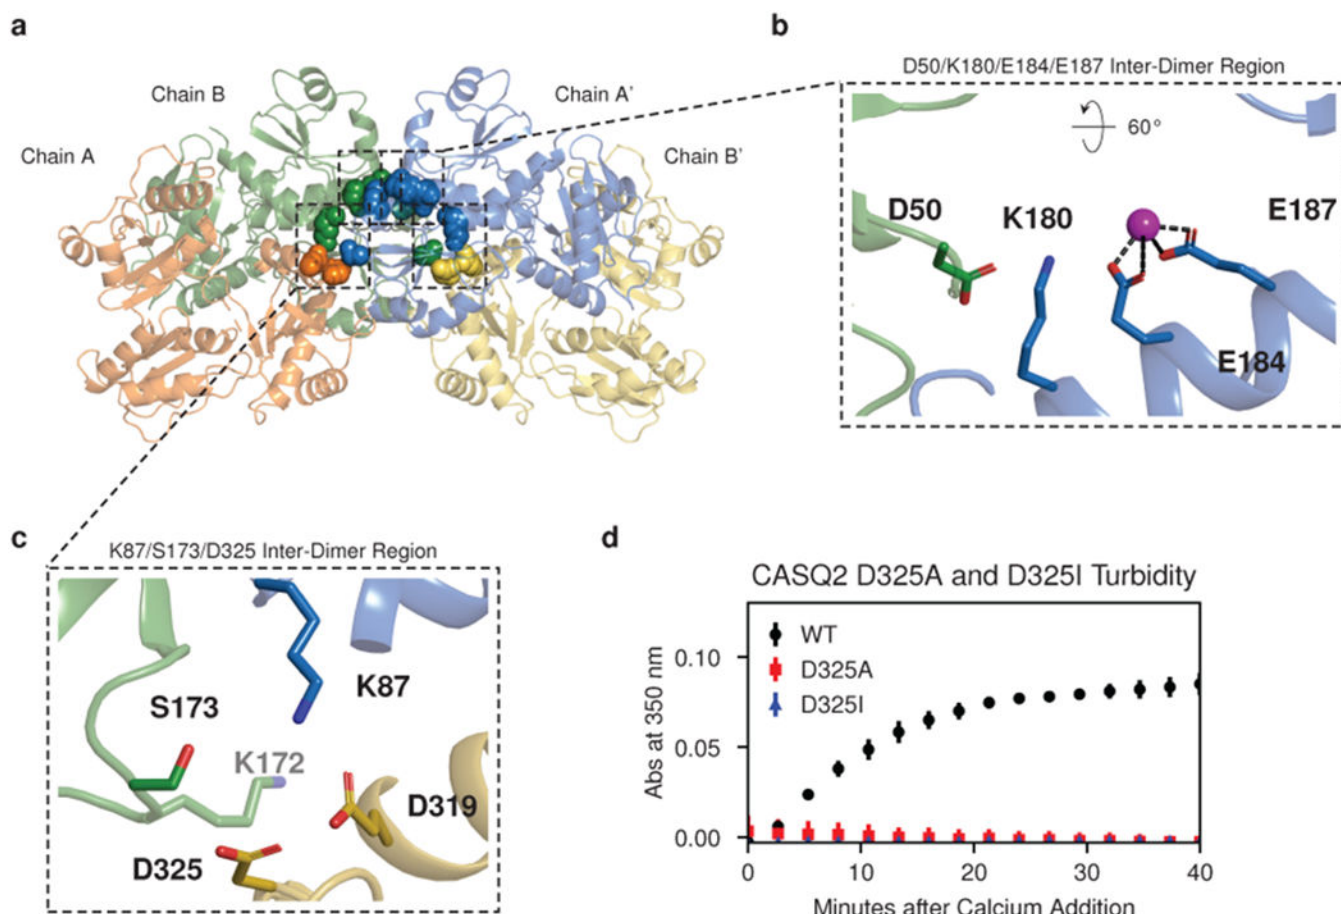 a
Chain B
Chain A'
Chain A
Chain B'
b
D50/K180/E184/E187 Inter-Dimer Region
60°
D50
K180
E187
E184
c
K87/S173/D325 Inter-Dimer Region
S173
K87
K172
D319
D325
d
CASQ2 D325A and D325I Turbidity
WT
D325A
D325I
Abs at 350 nm
0.10
0.05
0.00
0
10
20
30
40
Minutes after Calcium Addition